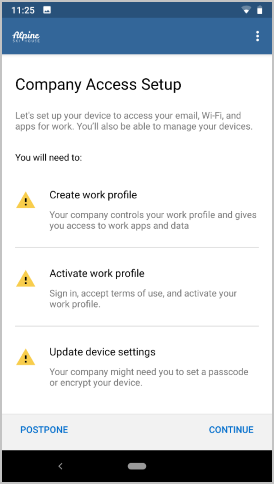 11:25
Alpine
SKI HOUSE
Company Access Setup
Let's set up your device to access your email, Wi-Fi, and
apps for work. You'll also be able to manage your devices.
You will need to:
Create work profile
Your company controls your work profile and gives
you access to work apps and data
Activate work profile
Sign in, accept terms of use, and activate your
work profile.
Update device settings
Your company might need you to set a passcode
or encrypt your device.
POSTPONE
CONTINUE